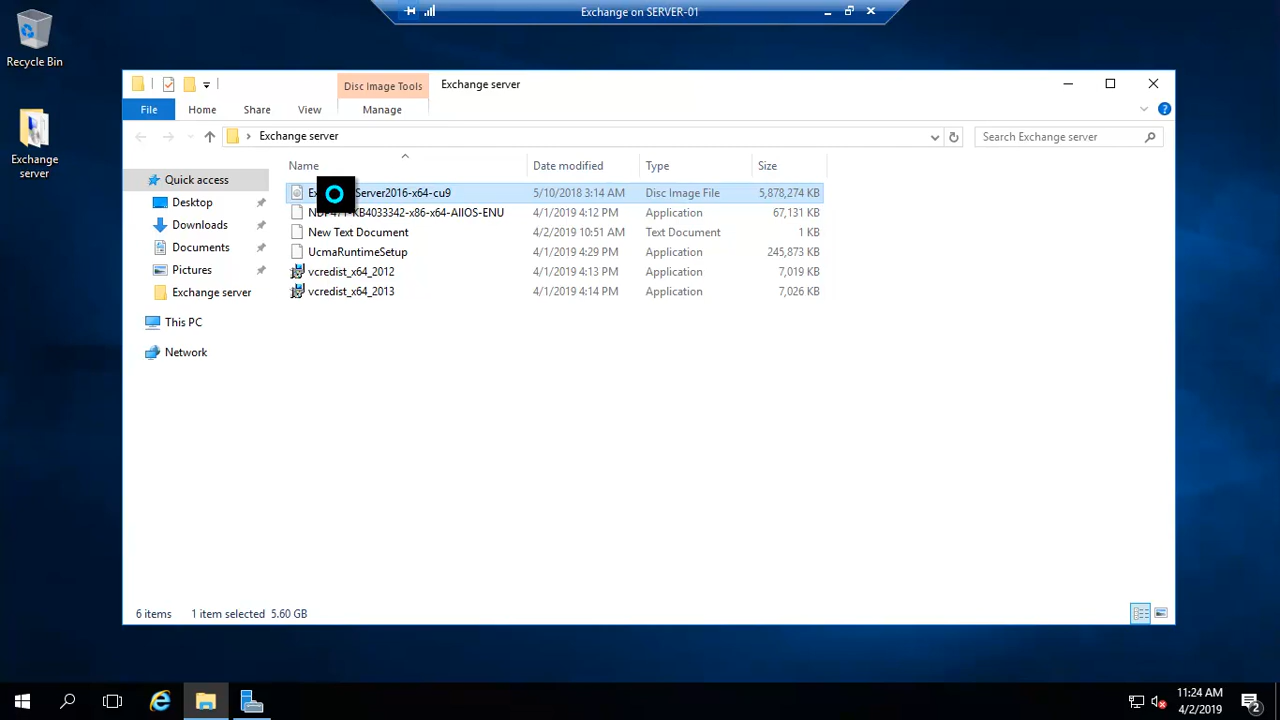 Exchange on SERVER-01
Recycle Bin
Exchange
server
Disc Image Tools
Exchange server
File
Home
Share
View
Manage
Exchange server
Search Exchange server
Name
Date modified
Type
Size
Quick access
Desktop
Downloads
Documents
Pictures
Exchange server
This PC
Network
Server2016-x64-cu9 5/10/2018 3:14 AM Disc Image File 5,878,274 KB
KB4033342-x86-x64-AllOS-ENU 4/1/2019 4:12 PM Application 67,131 KB
New Text Document 4/2/2019 10:51 AM Text Document 1 KB
UcmaRuntimeSetup 4/1/2019 4:29 PM Application 245,873 KB
vcredist_x64_2012 4/1/2019 4:13 PM Application 7,019 KB
vcredist_x64_2013 4/1/2019 4:14 PM Application 7,026 KB
6 items 1 item selected 5.60 GB
11:24 AM
4/2/2019
2